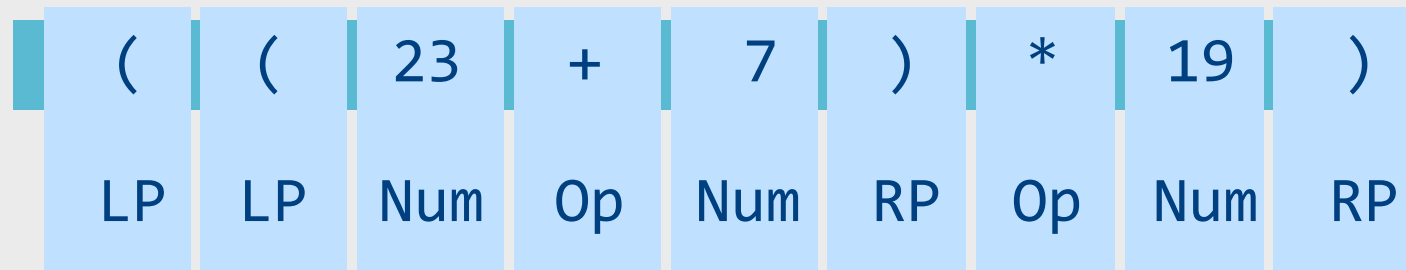 ( ( 23 + 7 ) * 19 )
LP LP Num Op Num RP Op Num RP